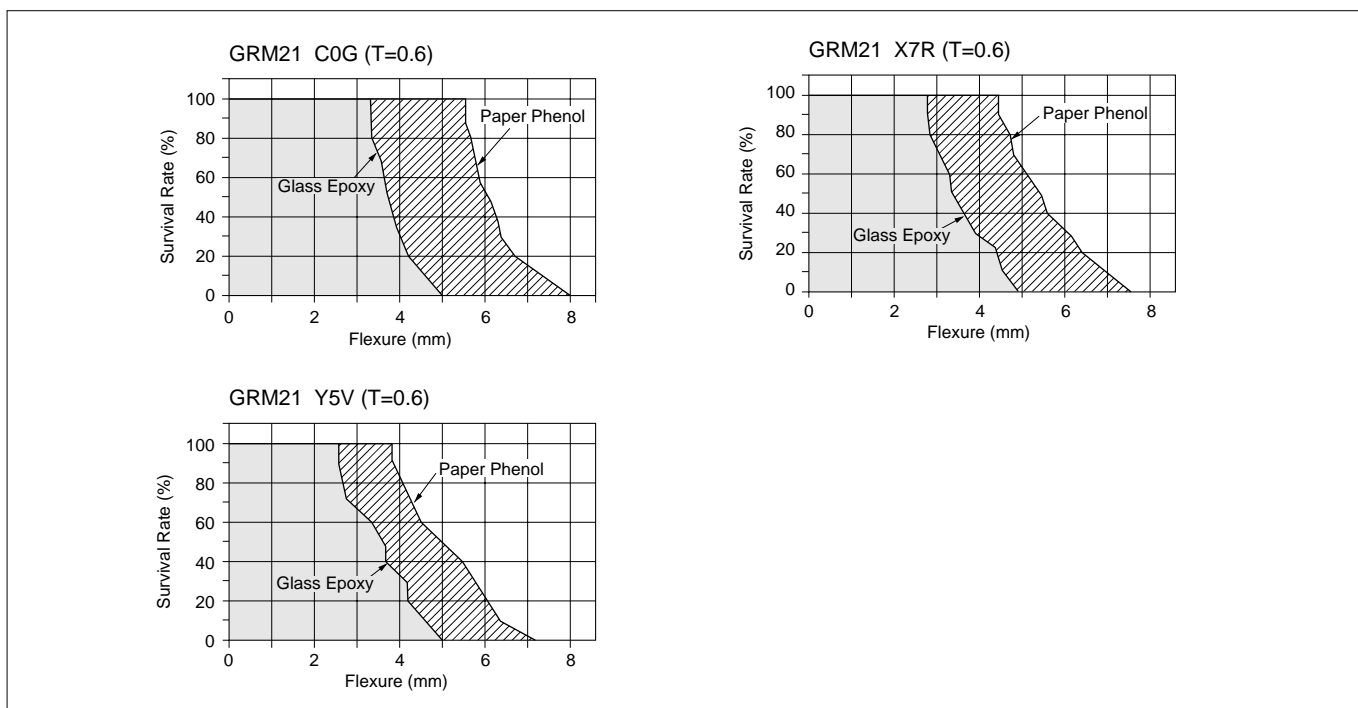 GRM21 C0G (T=0.6)
Survival Rate (%)
100
80
60
40
20
0
Paper Phenol
Glass Epoxy
0 2 4 6 8
Flexure (mm)
GRM21 X7R (T=0.6)
Survival Rate (%)
100
80
60
40
20
0
Paper Phenol
Glass Epoxy
0 2 4 6 8
Flexure (mm)
GRM21 Y5V (T=0.6)
Survival Rate (%)
100
80
60
40
20
0
Paper Phenol
Glass Epoxy
0 2 4 6 8
Flexure (mm)